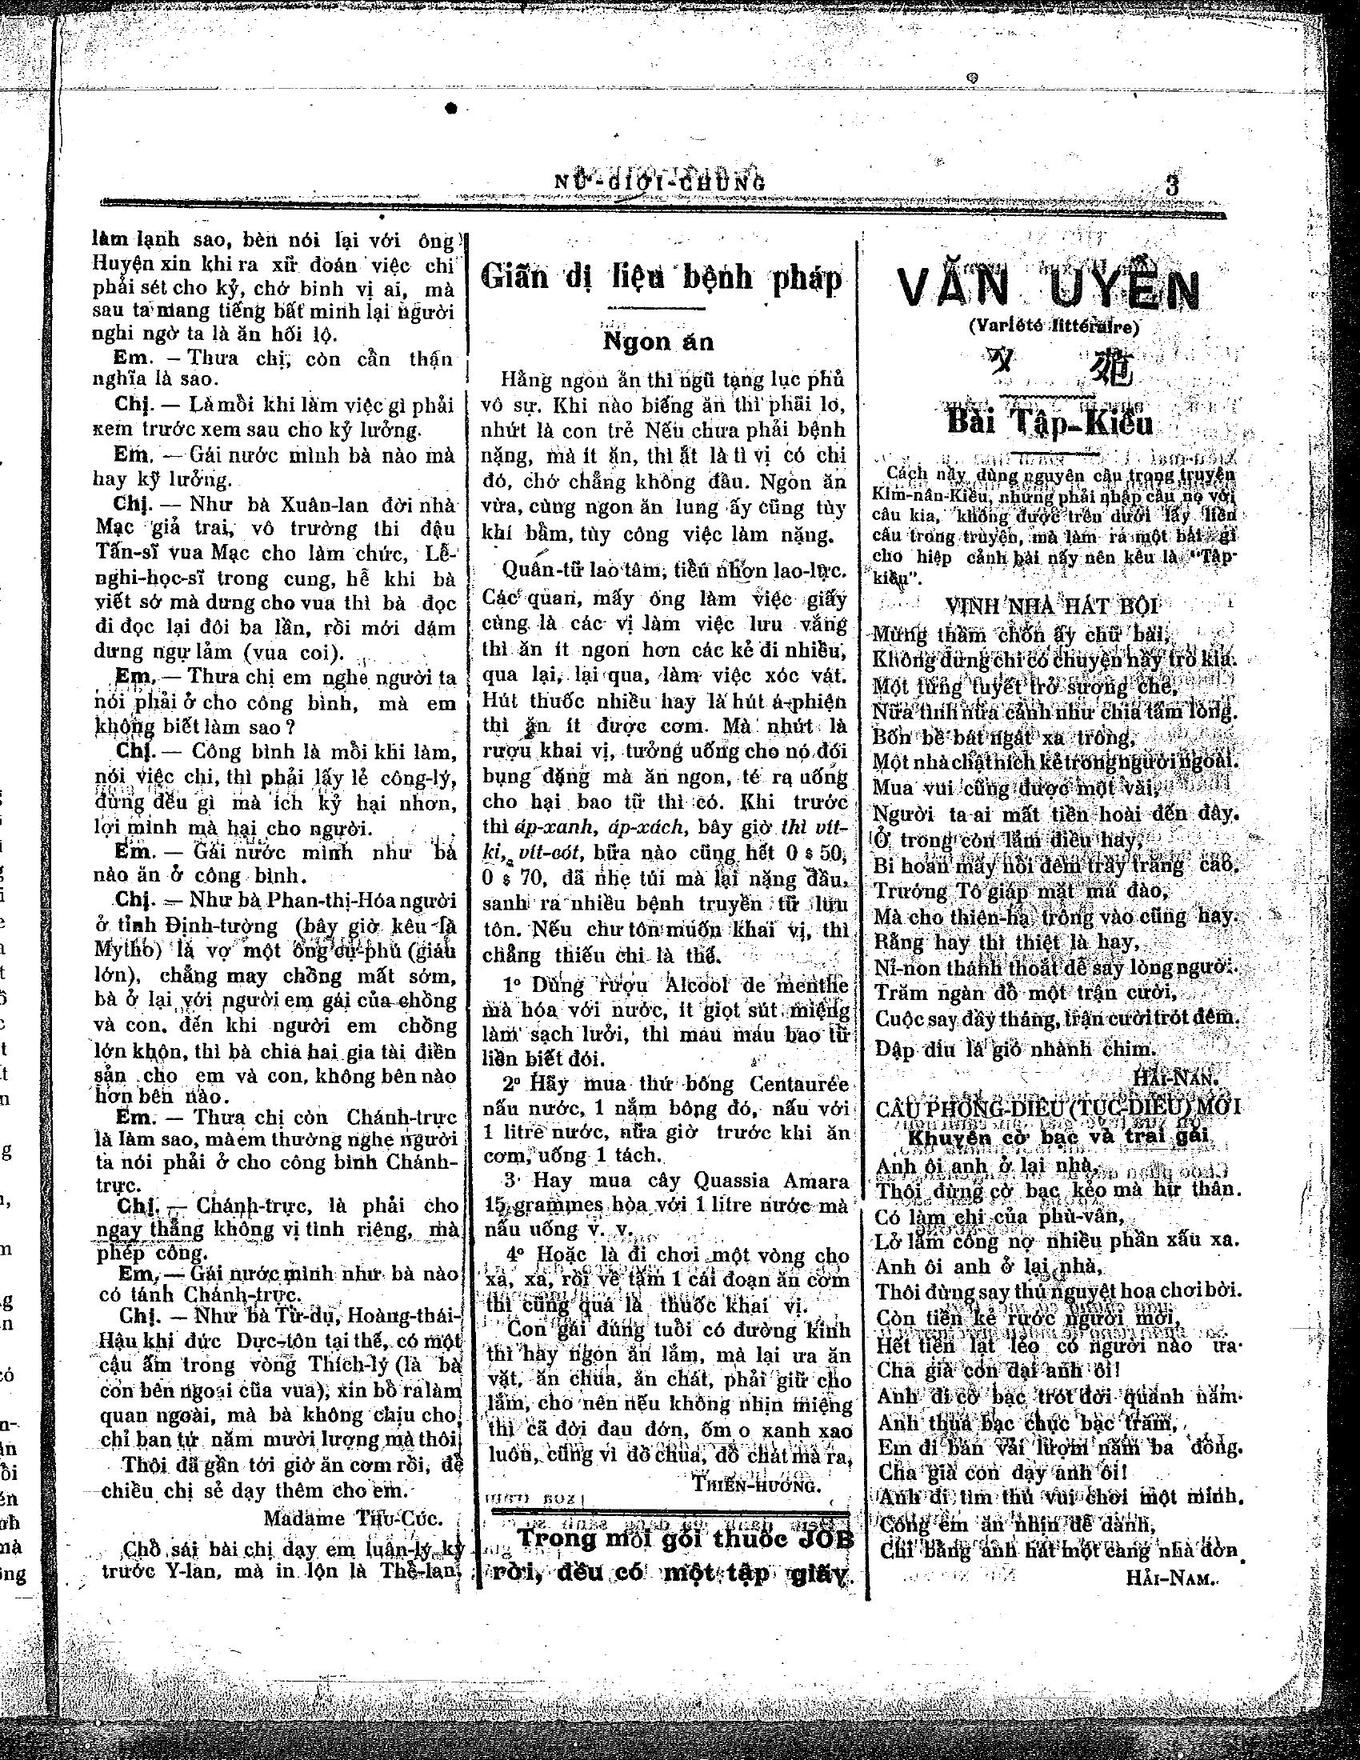 NỮ-GIỚI-CHUNG
3
làm lạnh sao, bèn nói lại với ông
Huyện xin khi ra xử đoán việc chi
phải sét cho kỷ, chớ binh vị ai, mà
sau ta mang tiếng bất minh lại người
nghi ngờ ta là ăn hối lộ.
Em. — Thưa chị, còn cần thận
nghĩa là sao.
Chị. — Là mỗi khi làm việc gì phải
xem trước xem sau cho kỷ lưởng.
Em. — Gái nước mình bà nào mà
hay kỹ lưởng.
Chị. — Như bà Xuân-lan đời nhà
Mạc giả trai, vô trường thi đậu
Tấn-sĩ vua Mạc cho làm chức, Lễ-
nghi-học-sĩ trong cung, hễ khi bà
viết sớ mà dưng cho vua thì bà đọc
đi đọc lại đôi ba lần, rồi mới dám
dưng ngự lảm (vua coi).
Em. — Thưa chị em nghe người ta
nói phải ở cho công bình, mà em
không biết làm sao?
Chị. — Công bình là mỗi khi làm,
nói việc chi, thì phải lấy lẻ công-lý,
đừng đều gì mà ích kỷ hại nhơn,
lợi mình mà hại cho người.
Em. — Gái nước mình như bà
nào ăn ở công bình.
Chị. — Như bà Phan-thị-Hóa người
ở tỉnh Định-tượng (bây giờ kêu là
Mytho) là vợ một ông cự-phú (giàu
lớn), chẳng may chồng mất sớm,
bà ở lại với người em gái của chồng
và con, đến khi người em chồng
lớn khôn, thì bà chia hai gia tài điền
sản cho em và con, không bên nào
hơn bên nào.
Em. — Thưa chị còn Chánh-trực
là làm sao, mà em thường nghe người
ta nói phải ở cho công bình Chánh-
trực.
Chị. — Chánh-trực, là phải cho
ngay thẳng không vị tình riêng, mà
phép công.
Em. — Gái nước mình như bà nào
có tánh Chánh-trực.
Chị. — Như bà Từ-dụ, Hoàng-thái-
Hậu khi đức Dực-tôn tại thế, có một
cậu ấm trong vòng Thích-lý (là bà
con bên ngoại của vua), xin bổ ra làm
quan ngoài, mà bà không chịu cho,
chỉ ban tứ năm mười lượng mà thôi
Thôi đã gần tới giờ ăn cơm rồi, để
chiều chị sẻ dạy thêm cho em.
Madame THU-CÚC.
Chỗ sái bài chị dạy em luân-lý kỳ
trước Y-lan, mà in lộn là Thề-lan.
Giãn dị liệu bệnh pháp
Ngon ăn
Hằng ngon ăn thì ngũ tạng lục phủ
vô sự. Khi nào biếng ăn thì phải lo,
nhứt là con trẻ Nếu chưa phải bệnh
nặng, mà ít ăn, thì ắt là tì vị có chi
đó, chớ chẳng không đâu. Ngon ăn
vừa, cùng ngon ăn lung ấy cũng tùy
khí bẩm, tùy công việc làm nặng.
Quân-tử lao tâm, tiểu nhơn lao-lực.
Các quan, mấy ông làm việc giấy
cùng là các vị làm việc lưu vắng
thì ăn ít ngon hơn các kẻ đi nhiều,
qua lại, lại qua, làm việc xóc vát.
Hút thuốc nhiều hay là hút á-phiện
thì ăn ít được cơm. Mà nhứt là
rượu khai vị, tưởng uống cho nó đói
bụng đặng mà ăn ngon, té ra uống
cho hại bao tử thì có. Khi trước
thì áp-xanh, áp-xách, bây giờ thì vít-
ki, vít-cót, bữa nào cũng hết 0 $ 50,
0 $ 70, đã nhẹ túi mà lại nặng đầu,
sanh ra nhiều bệnh truyền tử lưu
tôn. Nếu chư tôn muốn khai vị, thì
chẳng thiếu chi là thế.
1º Dùng rượu Alcool de menthe
mà hóa với nước, ít giọt sút miệng
làm sạch lưởi, thì mau máu bao tử
liền biết đói.
2º Hãy mua thứ bông Centaurée
nấu nước, 1 nắm bông đó, nấu với
1 litre nước, nữa giờ trước khi ăn
cơm, uống 1 tách.
3· Hay mua cây Quassia Amara
15 grammes hòa với 1 litre nước mà
nấu uống v. v.
4º Hoặc là đi chơi một vòng cho
xa, xa, rồi về tắm 1 cái đoạn ăn cơm
thì cũng quá là thuốc khai vị.
Con gái đúng tuổi có đường kinh
thì hay ngon ăn lắm, mà lại ưa ăn
vặt, ăn chua, ăn chát, phải giữ cho
lắm, cho nên nếu không nhịn miệng
thì cã đời đau đớn, ốm o xanh xao
luôn, cũng vì đồ chua, đồ chát mà ra.
THIÊN-HƯƠNG.
Trong mỗi gói thuốc JOB
rời, đều có một tập giấy
VĂN UYỂN
(Variété littéraire)
文 苑
Bài Tập-Kiều
Cách nầy dùng nguyên câu trong truyện
Kim-nân-Kiều, nhưng phải nhập câu nọ với
câu kia, không được trên dưới lấy liền
câu trong truyện, mà làm ra một bài gì
cho hiệp cảnh bài nấy nên kêu là "Tập-
kiều".
VỊNH NHÀ HÁT BỘI
Mừng thầm chốn ấy chữ bài,
Không dưng chi có chuyện nầy trò kia.
Một từng tuyết trở sương che,
Nữa tình nữa cảnh như chia tấm lòng.
Bốn bề bát ngát xa trông,
Một nhà chật hích kẻ trong người ngoài.
Mua vui cũng được một vài,
Người ta ai mất tiền hoài đến đây.
Ở trong còn lắm điều hay,
Bi hoan mấy nỗi đêm trầy trăng cao.
Trướng Tô giáp mặt má đào,
Mà cho thiên-hạ trông vào cũng hay.
Rằng hay thì thiệt là hay,
Nỉ-non thánh thoát dễ say lòng người.
Trăm ngàn đổ một trận cười,
Cuộc say đầy tháng, trận cười trót đêm.
Dập dìu lá gió nhành chim.
HẢI-NAM.
CÂU PHONG-DIÊU (TỤC-DIÊU) MỚI
Khuyên cờ bạc và trai gái
Anh ôi anh ở lại nhà,
Thôi đừng cờ bạc kẻo mà hư thân.
Có làm chi của phù-vân,
Lở lầm công nợ nhiều phần xấu xa.
Anh ôi anh ở lại nhà,
Thôi đừng say thú nguyệt hoa chơi bời.
Còn tiền kẻ rước người mời,
Hết tiền lạt lẻo có người nào ưa.
Cha già con dại anh ôi!
Anh đi cờ bạc trót đời quanh năm.
Anh thua bạc chục bạc trăm,
Em đi bán vải lượm năm ba đồng.
Cha già con dạy anh ôi!
Anh đi tìm thú vui chơi một mình.
Công em ăn nhịn để dành,
Chi bằng anh hát một canh nhà đờn.
HẢI-NAM.